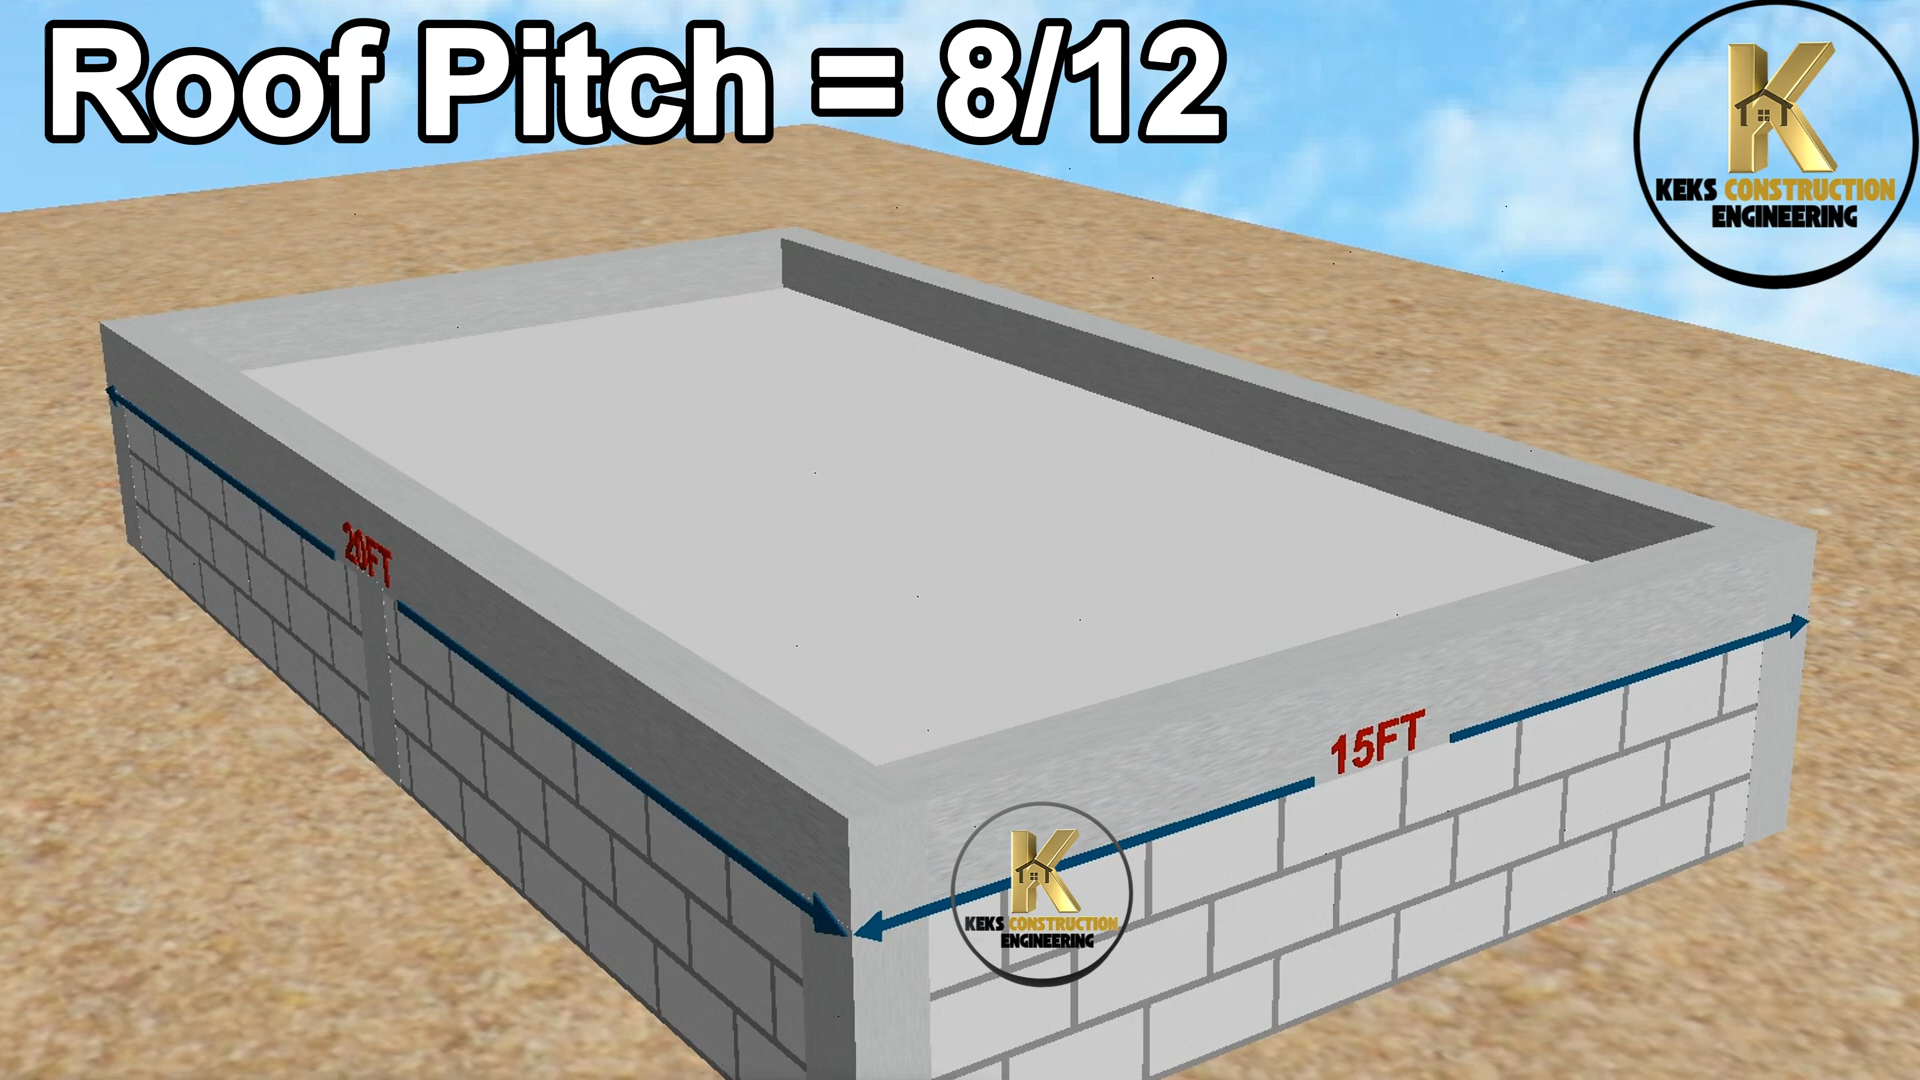 Roof Pitch = 8/12
KEKS CONSTRUCTION
ENGINEERING
20FT
15FT
KEKS CONSTRUCTION
ENGINEERING